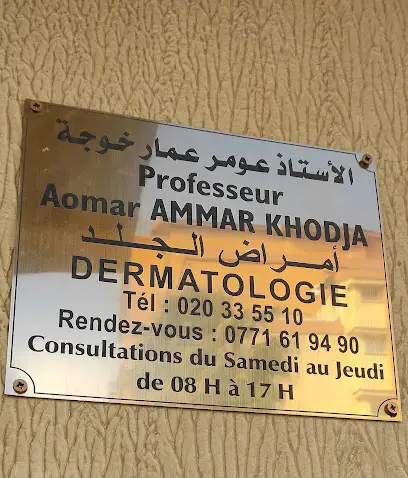 الأستاذ عومر عمار خوجة
Professeur
Aomar AMMAR KHODJA
أمراض الجلد
DERMATOLOGIE
Tél : 020 33 55 10
Rendez-vous : 0771 61 94 90
Consultations du Samedi au Jeudi
de 08 H à 17 H